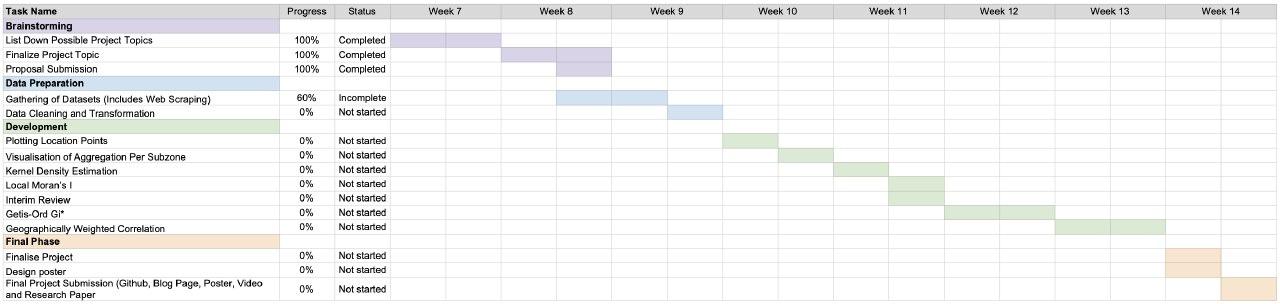 Task Name Progress Status Week 7 Week 8 Week 9 Week 10 Week 11 Week 12 Week 13 Week 14
Brainstorming
List Down Possible Project Topics 100% Completed
Finalize Project Topic 100% Completed
Proposal Submission 100% Completed
Data Preparation
Gathering of Datasets (Includes Web Scraping) 60% Incomplete
Data Cleaning and Transformation 0% Not started
Development
Plotting Location Points 0% Not started
Visualisation of Aggregation Per Subzone 0% Not started
Kernel Density Estimation 0% Not started
Local Moran's I 0% Not started
Interim Review 0% Not started
Getis-Ord Gi* 0% Not started
Geographically Weighted Correlation 0% Not started
Final Phase
Finalise Project 0% Not started
Design poster 0% Not started
Final Project Submission (Github, Blog Page, Poster, Video
and Research Paper 0% Not started